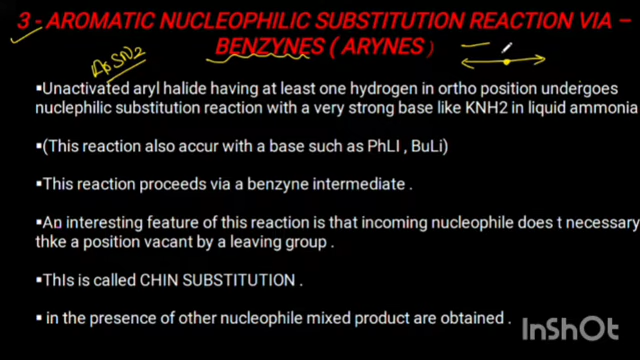 3 - AROMATIC NUCLEOPHILIC SUBSTITUTION REACTION VIA –
BENZYNES ( ARYNES )
▪Unactivated aryl halide having at least one hydrogen in ortho position undergoes
nuclephilic substitution reaction with a very strong base like KNH2 in liquid ammonia
▪(This reaction also accur with a base such as PhLI , BuLi)
▪This reaction proceeds via a benzyne intermediate .
▪An interesting feature of this reaction is that incoming nucleophile does t necessary
thke a position vacant by a leaving group .
▪ThIs is called CHIN SUBSTITUTION .
▪ in the presence of other nucleophile mixed product are obtained .
InShOt